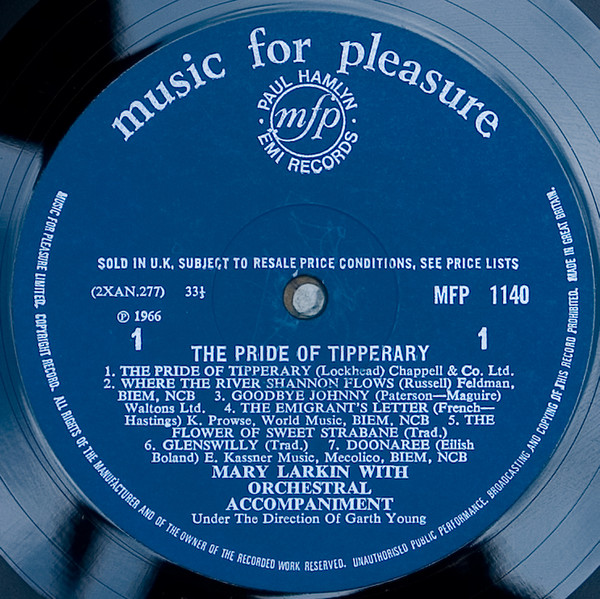 music for pleasure
· PAUL HAMLYN ·
mfp
EMI RECORDS
SOLD IN U.K, SUBJECT TO RESALE PRICE CONDITIONS, SEE PRICE LISTS
(2XAN.277) 33⅓
MFP 1140
Ⓟ 1966
1
1
THE PRIDE OF TIPPERARY
1. THE PRIDE OF TIPPERARY (Lockhead) Chappell & Co. Ltd.
2. WHERE THE RIVER SHANNON FLOWS (Russell) Feldman,
BIEM, NCB 3. GOODBYE JOHNNY (Paterson—Maguire)
Waltons Ltd. 4. THE EMIGRANT'S LETTER (French—
Hastings) K. Prowse, World Music, BIEM, NCB 5. THE
FLOWER OF SWEET STRABANE (Trad.)
6. GLENSWILLY (Trad.) 7. DOONAREE (Eilish
Boland) E. Kassner Music, Mecolico, BIEM, NCB
MARY LARKIN WITH
ORCHESTRAL
ACCOMPANIMENT
Under The Direction Of Garth Young
MUSIC FOR PLEASURE LIMITED. COPYRIGHT RECORD. ALL RIGHTS OF THE MANUFACTURER AND OF THE OWNER OF THE RECORDED WORK RESERVED. UNAUTHORISED PUBLIC PERFORMANCE, BROADCASTING AND COPYING OF THIS RECORD PROHIBITED. MADE IN GREAT BRITAIN.